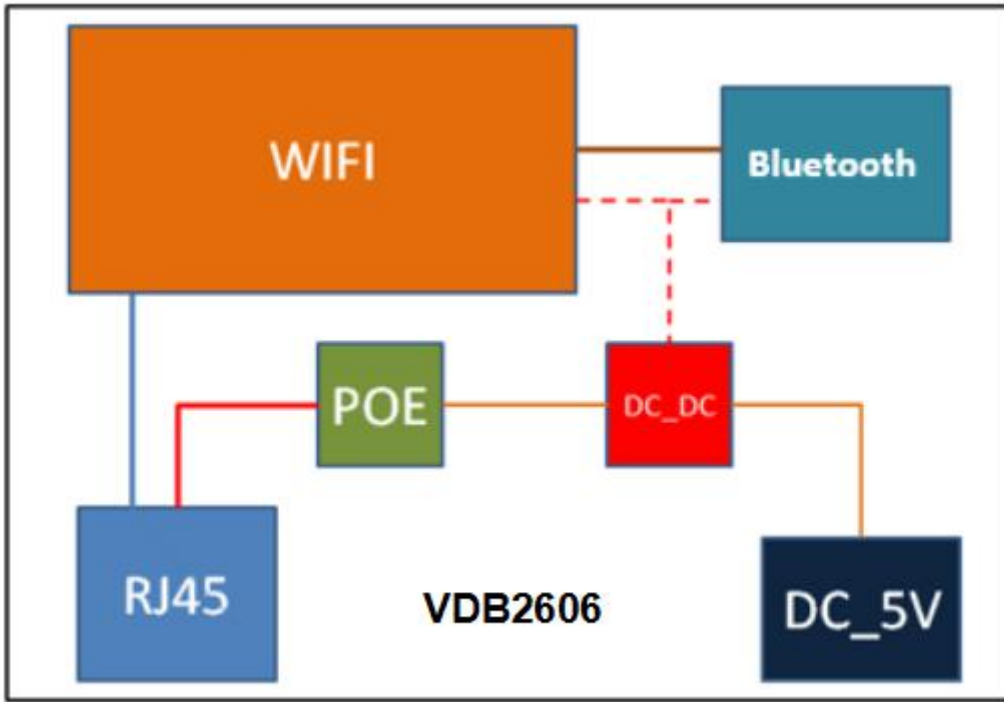 WIFI
Bluetooth
POE
DC_DC
RJ45
VDB2606
DC_5V